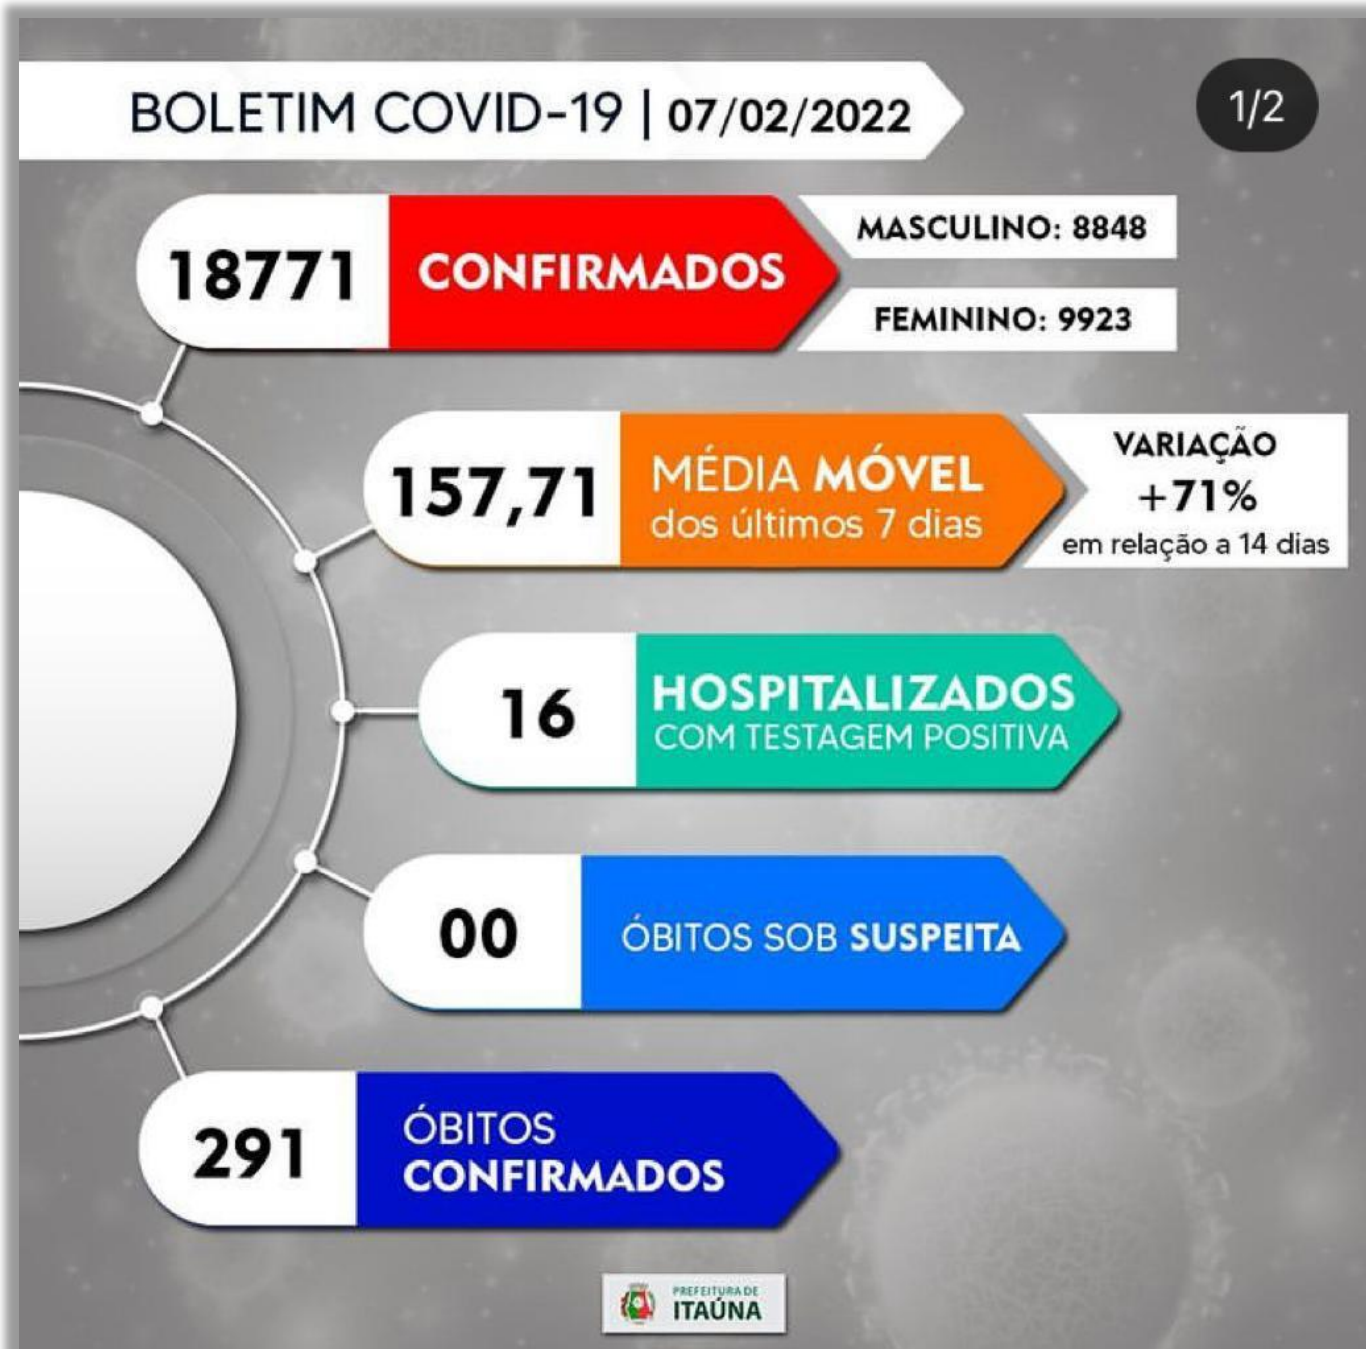 BOLETIM COVID-19 | 07/02/2022
1/2
18771
CONFIRMADOS
MASCULINO: 8848
FEMININO: 9923
157,71
MÉDIA MÓVEL
dos últimos 7 dias
VARIAÇÃO
+71%
em relação a 14 dias
16
HOSPITALIZADOS
COM TESTAGEM POSITIVA
00
ÓBITOS SOB SUSPEITA
291
ÓBITOS
CONFIRMADOS
PREFEITURA DE
ITAÚNA